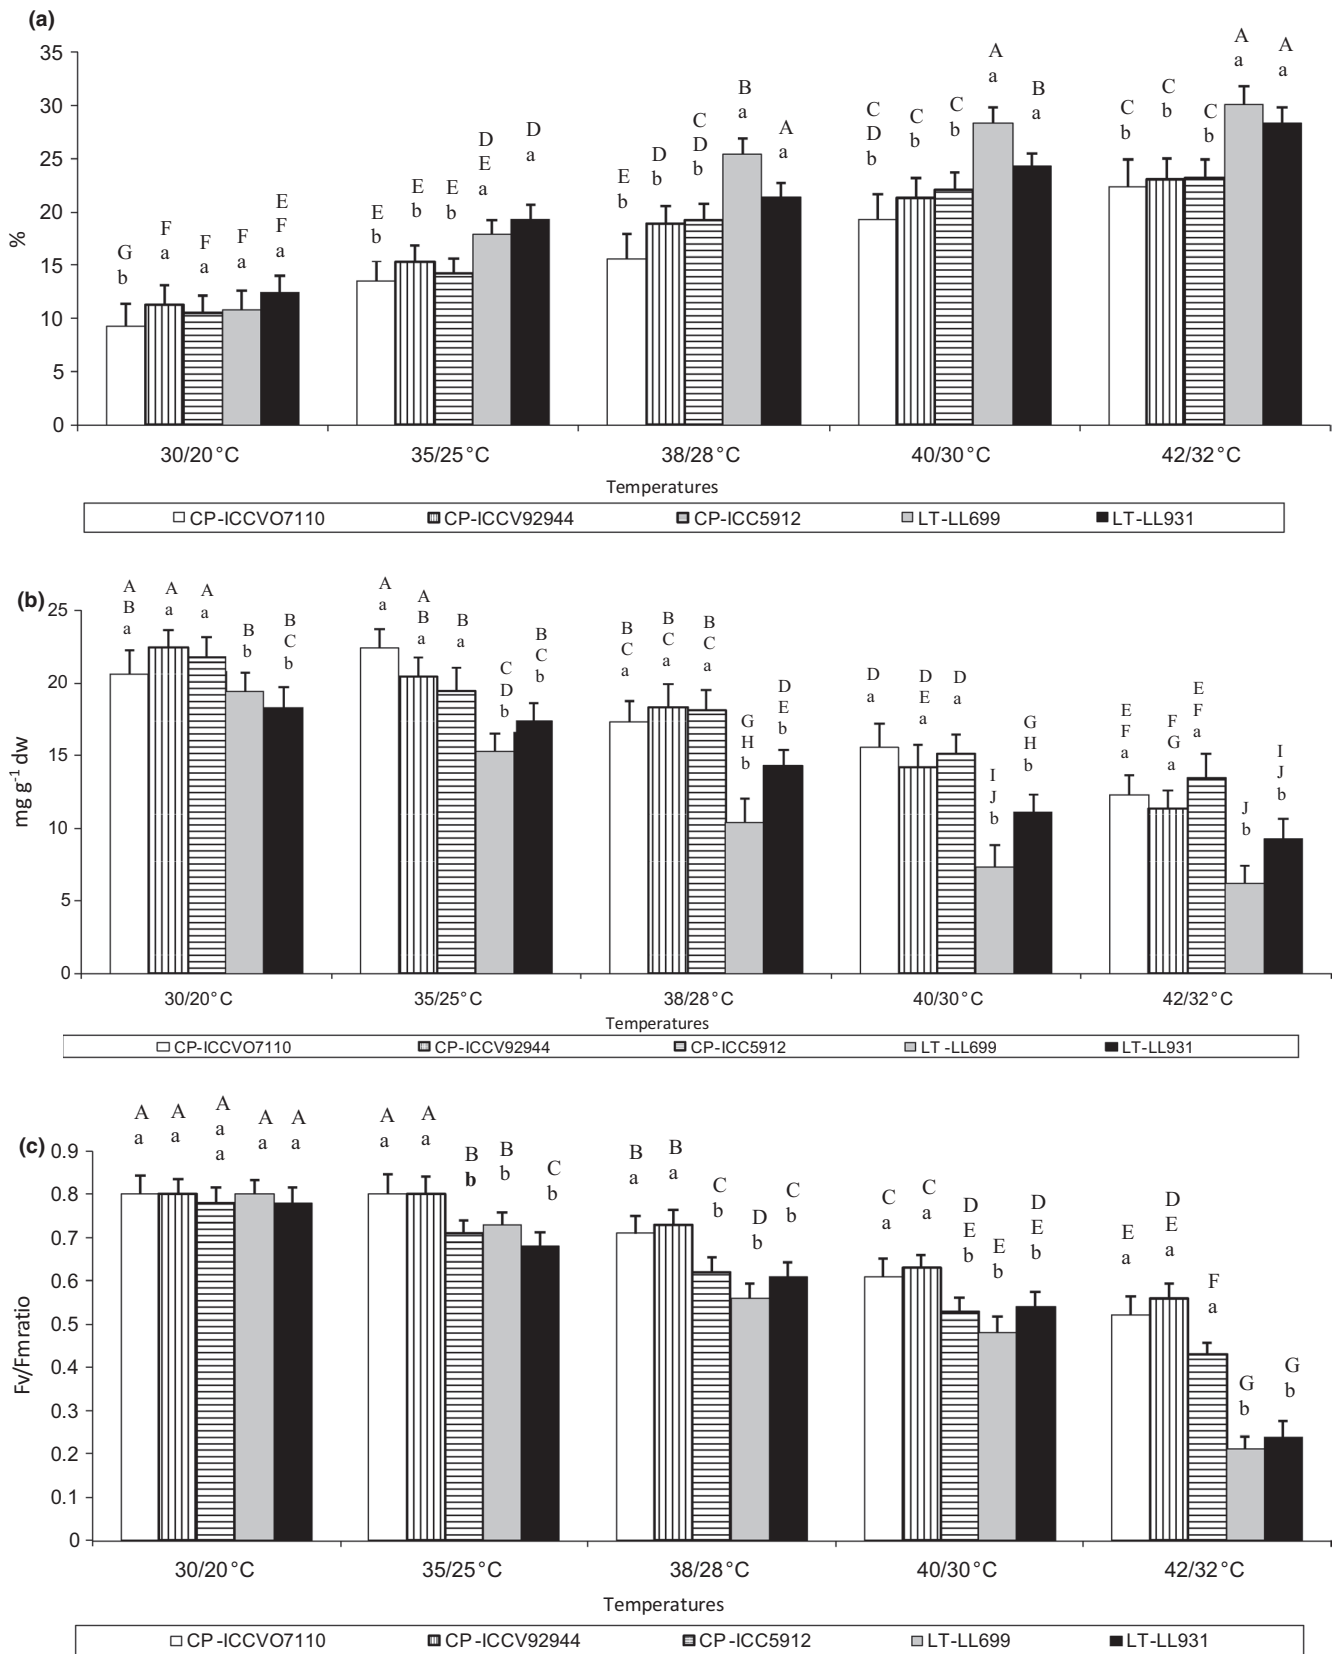 (a)
35
30
25
20
15
10
5
0
%
G b
F a
F a
F a
E F a
E b
E b
E b
D E a
D a
E b
D b
C D b
B a
A a
C D b
C b
C b
A a
B a
C b
C b
C b
A a
A a
30/20°C 35/25°C 38/28°C 40/30°C 42/32°C
Temperatures
CP-ICCVO7110 CP-ICCV92944 CP-ICC5912 LT-LL699 LT-LL931
(b)
25
20
15
10
5
0
mg g-1 dw
A B a
A a
A a
B b
B C b
A a
A B a
B a
C D b
B C b
B C a
B C a
B C a
G H b
D E b
D a
D E a
D a
I J b
G H b
E F a
F G a
E F a
J b
I J b
30/20°C 35/25°C 38/28°C 40/30°C 42/32°C
Temperatures
CP-ICCVO7110 CP-ICCV92944 CP-ICC5912 LT -LL699 LT-LL931
(c)
0.9
0.8
0.7
0.6
0.5
0.4
0.3
0.2
0.1
0
Fv/Fmratio
A a
A a
A a a
A a
A a
A a
A a
B b
B b
C b
B a
B a
C b
D b
C b
C a
C a
D E b
E b
D E b
E a
D E a
F a
G b
G b
30/20°C 35/25°C 38/28°C 40/30°C 42/32°C
Temperatures
CP-ICCVO7110 CP-ICCV92944 CP-ICC5912 LT-LL699 LT-LL931